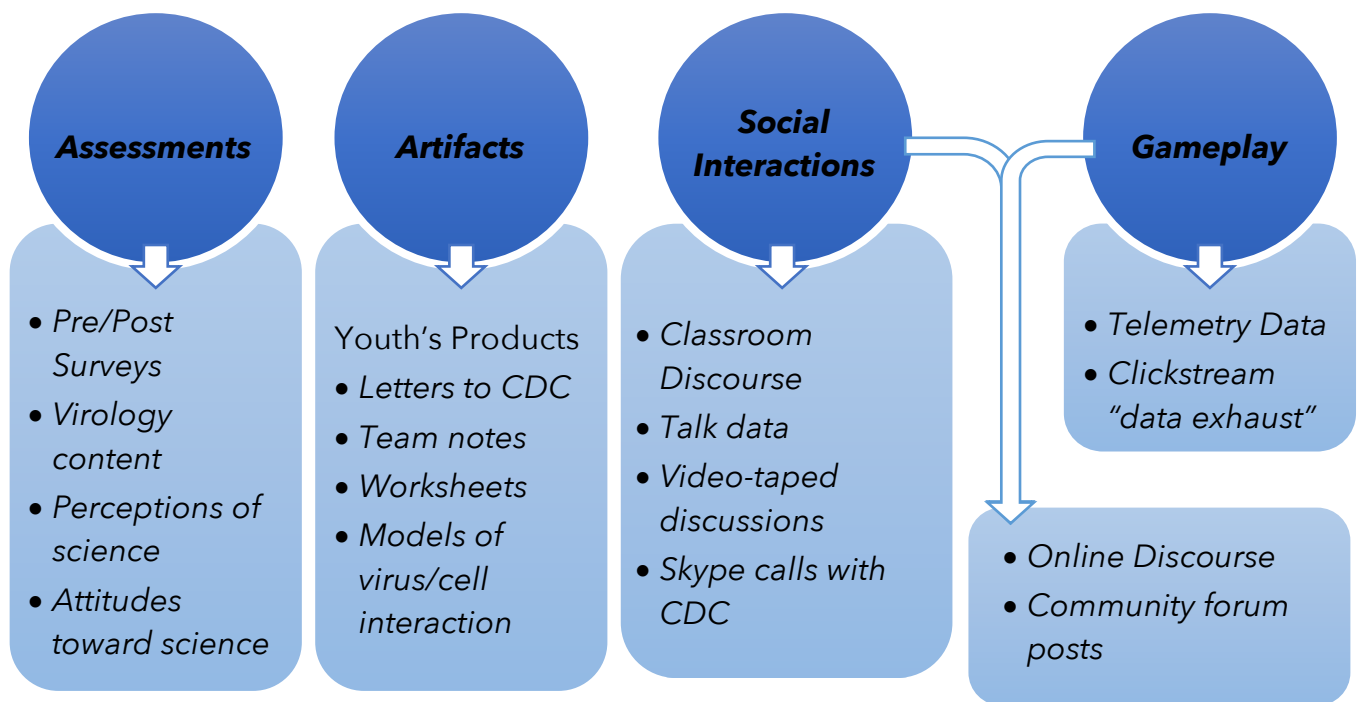 Assessments
• Pre/Post
Surveys
• Virology
content
• Perceptions of
science
• Attitudes
toward science
Artifacts
Youth’s Products
• Letters to CDC
• Team notes
• Worksheets
• Models of
virus/cell
interaction
Social
Interactions
• Classroom
Discourse
• Talk data
• Video-taped
discussions
• Skype calls with
CDC
Gameplay
• Telemetry Data
• Clickstream
“data exhaust”
• Online Discourse
• Community forum
posts